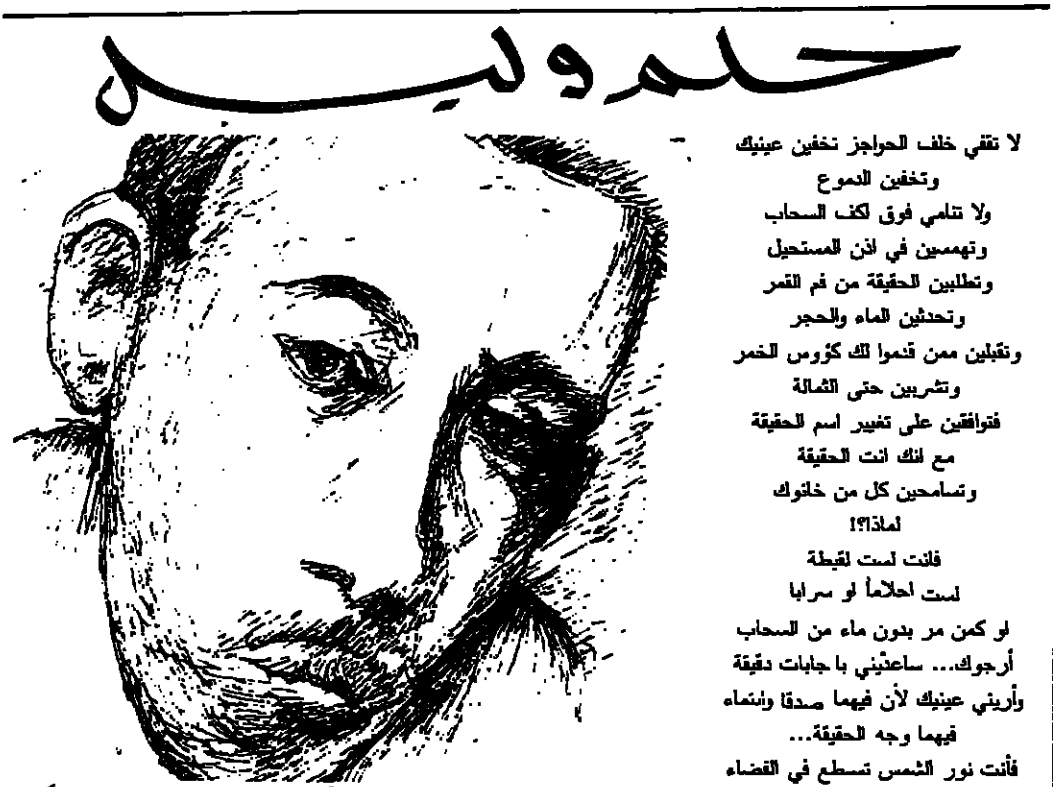 حلم وليل
لا تقفي خلف الحواجز تخفين عينيك
وتخفين الدموع
ولا تنامي فوق اكف السحاب
وتهمسين في اذن المستحيل
وتطلبين الحقيقة من فم القمر
وتحدثين الماء والحجر
وتقبلين ممن قدموا لك كؤوس الخمر
وتشربين حتى الثمالة
فتوافقين على تغيير اسم الحقيقة
مع انك انت الحقيقة
وتسامحين كل من خانوك
لماذا؟!
فانت لست لقيطة
لست احلاماً او سرابا
او كمن مر بدون ماء من السحاب
أرجوك... ساعديني باجابات دقيقة
وأريني عينيك لأن فيهما صدقا وانتماء
فيهما وجه الحقيقة...
فأنت نور الشمس تسطع في الفضاء